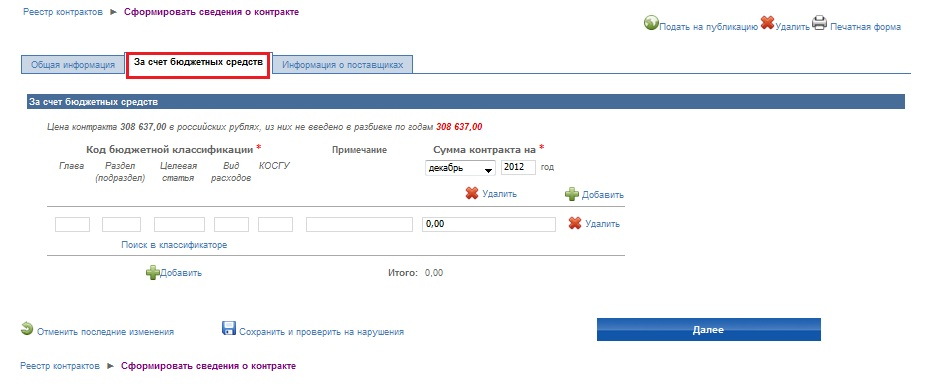 Реестр контрактов ► Сформировать сведения о контракте
Подать на публикацию Удалить Печатная форма
Общая информация За счет бюджетных средств Информация о поставщиках
За счет бюджетных средств
Цена контракта 308 637,00 в российских рублях, из них не введено в разбивке по годам 308 637,00
Код бюджетной классификации * Примечание Сумма контракта на *
Глава Раздел (подраздел) Целевая статья Вид расходов КОСГУ
декабрь 2012 год
Удалить Добавить
0,00 Удалить
Поиск в классификаторе
Добавить Итого: 0,00
Отменить последние изменения Сохранить и проверить на нарушения Далее
Реестр контрактов ► Сформировать сведения о контракте